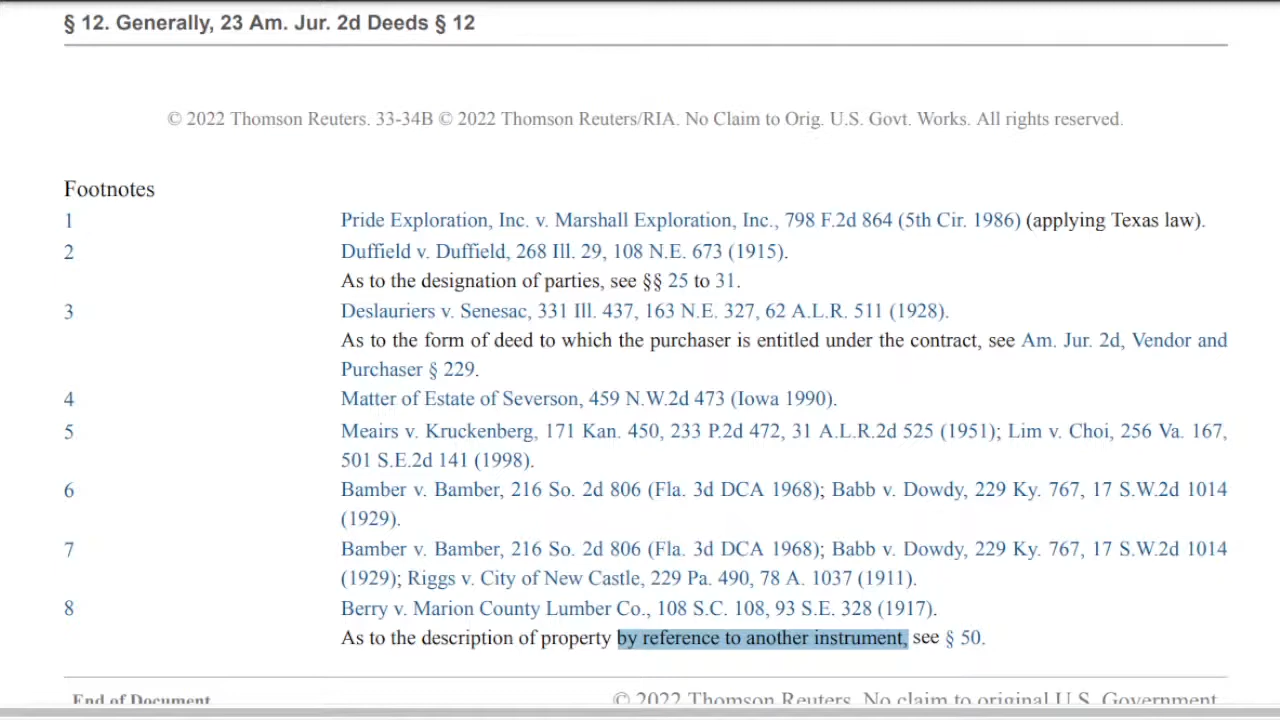 § 12. Generally, 23 Am. Jur. 2d Deeds § 12
© 2022 Thomson Reuters. 33-34B © 2022 Thomson Reuters/RIA. No Claim to Orig. U.S. Govt. Works. All rights reserved.
Footnotes
1 Pride Exploration, Inc. v. Marshall Exploration, Inc., 798 F.2d 864 (5th Cir. 1986) (applying Texas law).
2 Duffield v. Duffield, 268 Ill. 29, 108 N.E. 673 (1915).
As to the designation of parties, see §§ 25 to 31.
3 Deslauriers v. Senesac, 331 Ill. 437, 163 N.E. 327, 62 A.L.R. 511 (1928).
As to the form of deed to which the purchaser is entitled under the contract, see Am. Jur. 2d, Vendor and
Purchaser § 229.
4 Matter of Estate of Severson, 459 N.W.2d 473 (Iowa 1990).
5 Meairs v. Kruckenberg, 171 Kan. 450, 233 P.2d 472, 31 A.L.R.2d 525 (1951); Lim v. Choi, 256 Va. 167,
501 S.E.2d 141 (1998).
6 Bamber v. Bamber, 216 So. 2d 806 (Fla. 3d DCA 1968); Babb v. Dowdy, 229 Ky. 767, 17 S.W.2d 1014
(1929).
7 Bamber v. Bamber, 216 So. 2d 806 (Fla. 3d DCA 1968); Babb v. Dowdy, 229 Ky. 767, 17 S.W.2d 1014
(1929); Riggs v. City of New Castle, 229 Pa. 490, 78 A. 1037 (1911).
8 Berry v. Marion County Lumber Co., 108 S.C. 108, 93 S.E. 328 (1917).
As to the description of property by reference to another instrument, see § 50.
End of Document © 2022 Thomson Reuters. No claim to original U.S. Government